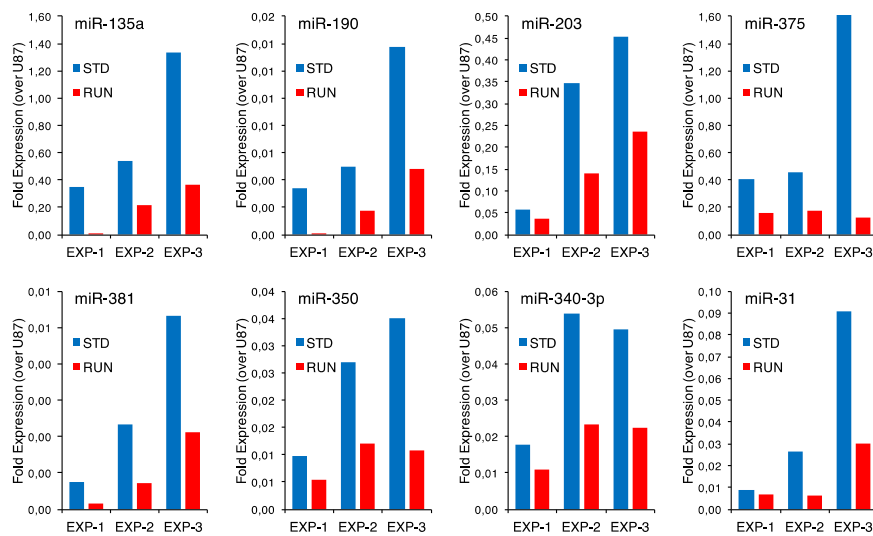 miR-135a
Fold Expression (over U87)
1,60
1,40
1,20
1,00
0,80
0,60
0,40
0,20
0,00
STD
RUN
EXP-1 EXP-2 EXP-3
miR-190
Fold Expression (over U87)
0,02
0,01
0,01
0,01
0,01
0,01
0,00
0,00
0,00
STD
RUN
EXP-1 EXP-2 EXP-3
miR-203
Fold Expression (over U87)
0,50
0,45
0,40
0,35
0,30
0,25
0,20
0,15
0,10
0,05
0,00
STD
RUN
EXP-1 EXP-2 EXP-3
miR-375
Fold Expression (over U87)
1,60
1,40
1,20
1,00
0,80
0,60
0,40
0,20
0,00
STD
RUN
EXP-1 EXP-2 EXP-3
miR-381
Fold Expression (over U87)
0,01
0,01
0,01
0,00
0,00
0,00
0,00
STD
RUN
EXP-1 EXP-2 EXP-3
miR-350
Fold Expression (over U87)
0,04
0,04
0,03
0,03
0,02
0,02
0,01
0,01
0,00
STD
RUN
EXP-1 EXP-2 EXP-3
miR-340-3p
Fold Expression (over U87)
0,06
0,05
0,04
0,03
0,02
0,01
0,00
STD
RUN
EXP-1 EXP-2 EXP-3
miR-31
Fold Expression (over U87)
0,10
0,09
0,08
0,07
0,06
0,05
0,04
0,03
0,02
0,01
0,00
STD
RUN
EXP-1 EXP-2 EXP-3